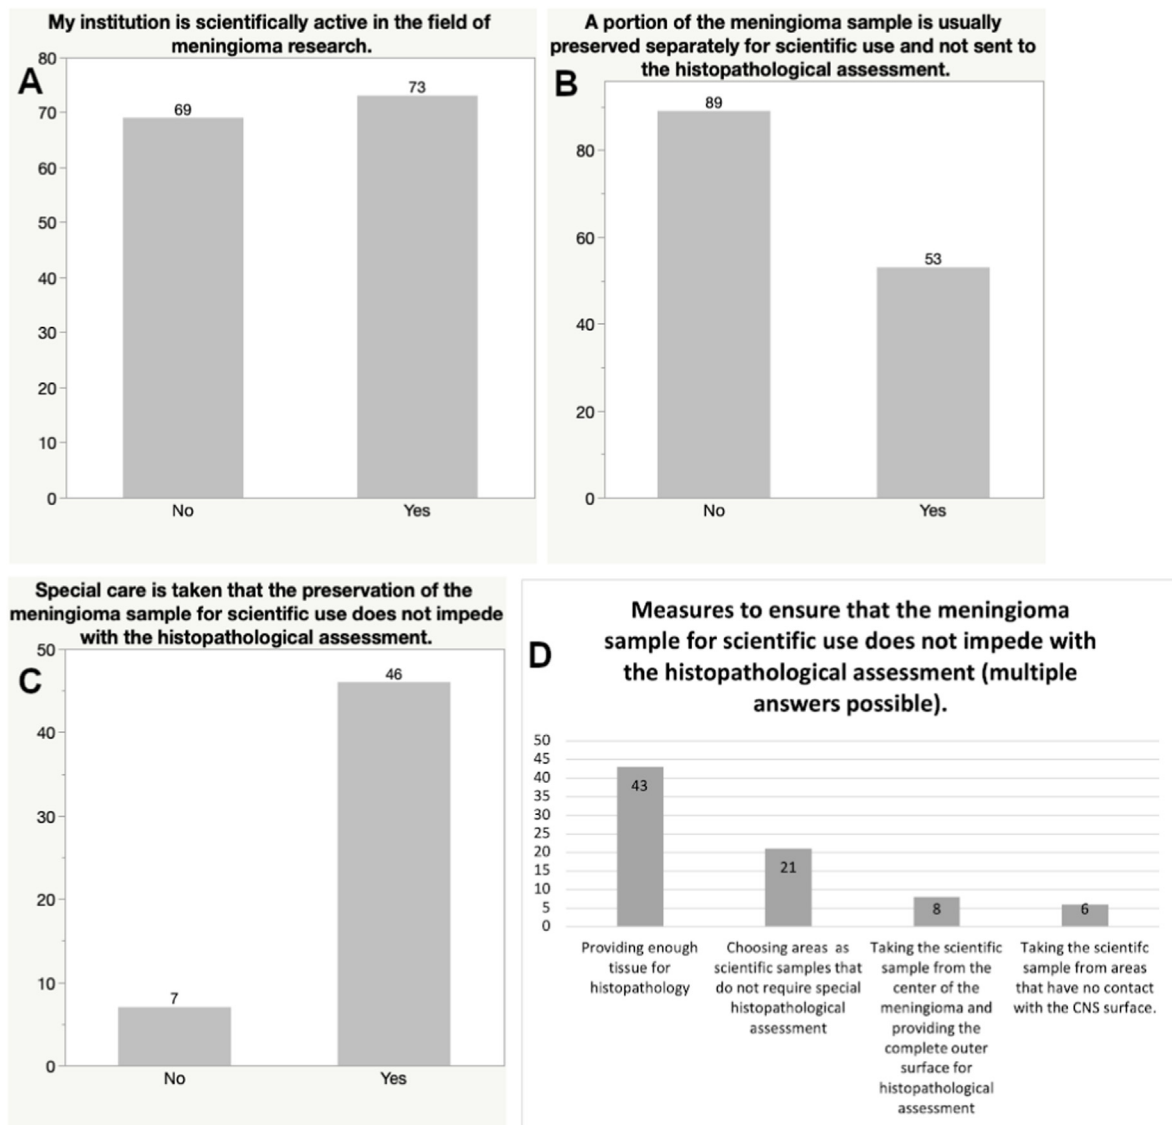 My institution is scientifically active in the field of
meningioma research.
A
80
70
60
50
40
30
20
10
0
69
73
No
Yes
A portion of the meningioma sample is usually
preserved separately for scientific use and not sent to
the histopathological assessment.
B
80
60
40
20
0
89
53
No
Yes
Special care is taken that the preservation of the
meningioma sample for scientific use does not impede
with the histopathological assessment.
C
50
40
30
20
10
0
7
46
No
Yes
D
Measures to ensure that the meningioma
sample for scientific use does not impede with
the histopathological assessment (multiple
answers possible).
50
45
40
35
30
25
20
15
10
5
0
43
21
8
6
Providing enough
tissue for
histopathology
Choosing areas as
scientific samples that
do not require special
histopathological
assessment
Taking the scientific
sample from the
center of the
meningioma and
providing the
complete outer
surface for
histopathological
assessment
Taking the scientifc
sample from areas
that have no contact
with the CNS surface.